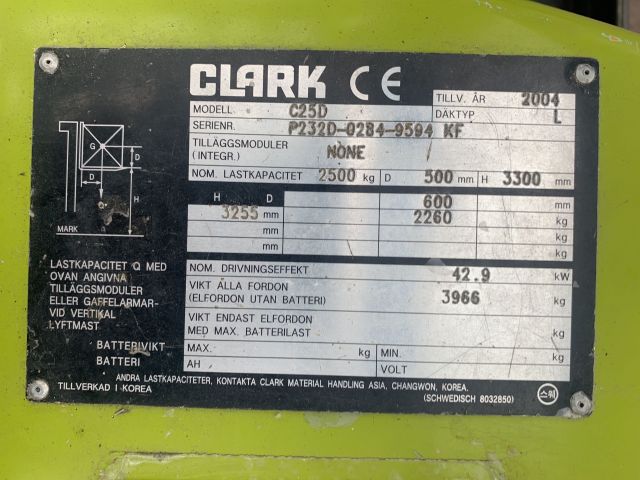 CLARK CE
TILLV. ÅR 2004
MODELL C25D DÄKTYP L
SERIENR. P232D-0284-9594 KF
TILLÄGGSMODULER
(INTEGR.) NONE
NOM. LASTKAPACITET 2500 kg D 500 mm H 3300 mm
H D 600 mm
3255 mm 2260 kg
mm kg
mm kg
G
D
D
H
Q
MARK
LASTKAPACITET Q MED
OVAN ANGIVNA
TILLÄGGSMODULER
ELLER GAFFELARMAR-
VID VERTIKAL
LYFTMAST
NOM. DRIVNINGSEFFEKT 42.9 kW
VIKT ALLA FORDON
(ELFORDON UTAN BATTERI) 3966 kg
VIKT ENDAST ELFORDON
MED MAX. BATTERILAST kg
BATTERIVIKT MAX. kg MIN. kg
BATTERI AH VOLT
ANDRA LASTKAPACITETER, KONTAKTA CLARK MATERIAL HANDLING ASIA, CHANGWON, KOREA.
TILLVERKAD I KOREA (SCHWEDISCH 8032850)